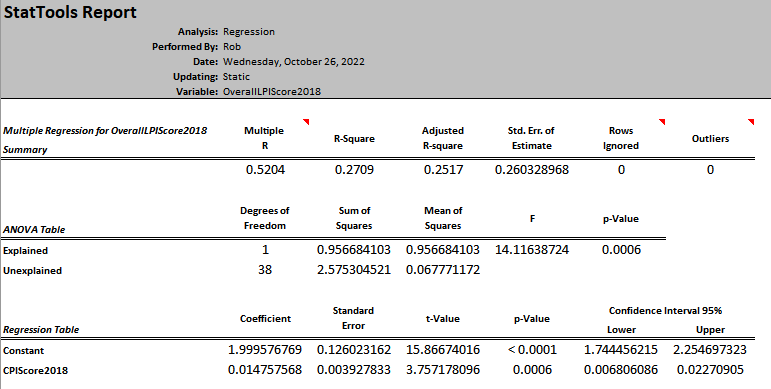 StatTools Report
Analysis: Regression
Performed By: Rob
Date: Wednesday, October 26, 2022
Updating: Static
Variable: OverallLPIScore2018
Multiple Regression for OverallLPIScore2018 Multiple R-Square Adjusted Std. Err. of Rows Outliers
Summary R R-square Estimate Ignored
0.5204 0.2709 0.2517 0.260328968 0 0
Degrees of Sum of Mean of F p-Value
ANOVA Table Freedom Squares Squares
Explained 1 0.956684103 0.956684103 14.11638724 0.0006
Unexplained 38 2.575304521 0.067771172
Coefficient Standard t-Value p-Value Confidence Interval 95%
Regression Table Error Lower Upper
Constant 1.999576769 0.126023162 15.86674016 < 0.0001 1.744456215 2.254697323
CPIScore2018 0.014757568 0.003927833 3.757178096 0.0006 0.006806086 0.02270905